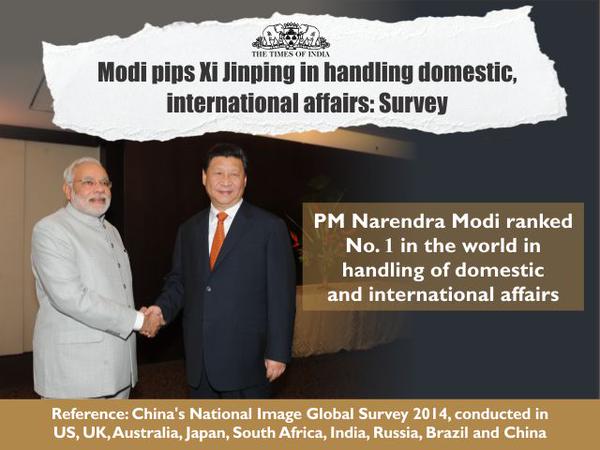 THE TIMES OF INDIA
Modi pips Xi Jinping in handling domestic,
international affairs: Survey
PM Narendra Modi ranked
No. 1 in the world in
handling of domestic
and international affairs
Reference: China's National Image Global Survey 2014, conducted in
US, UK, Australia, Japan, South Africa, India, Russia, Brazil and China